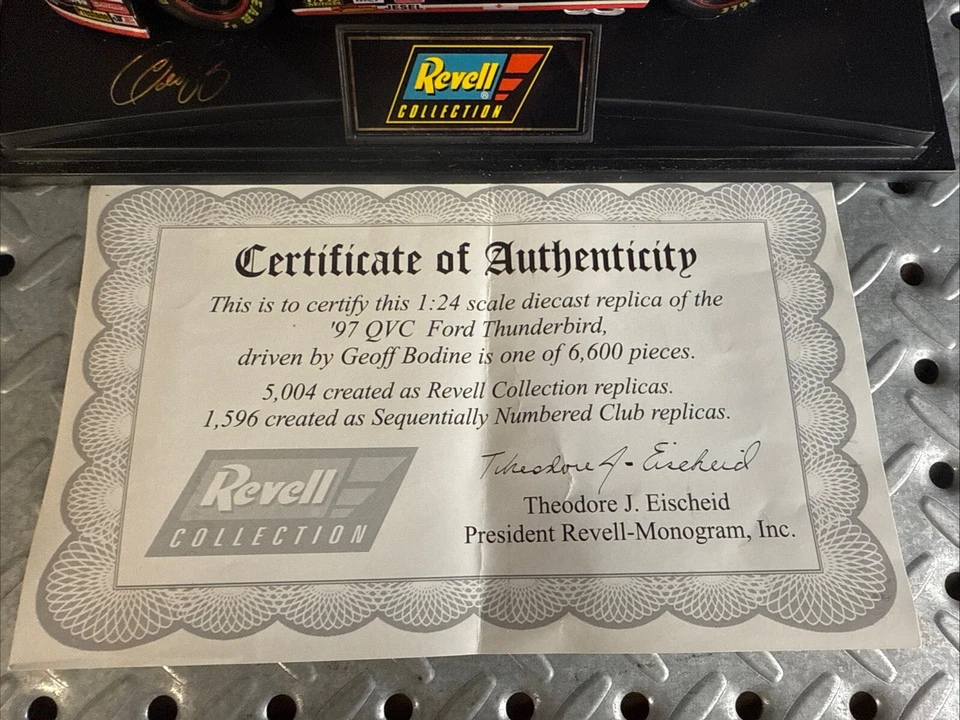 JESEL
Revell
COLLECTION
Certificate of Authenticity
This is to certify this 1:24 scale diecast replica of the
'97 QVC Ford Thunderbird,
driven by Geoff Bodine is one of 6,600 pieces.
5,004 created as Revell Collection replicas.
1,596 created as Sequentially Numbered Club replicas.
Revell
COLLECTION
Theodore J. Eischeid
Theodore J. Eischeid
President Revell-Monogram, Inc.